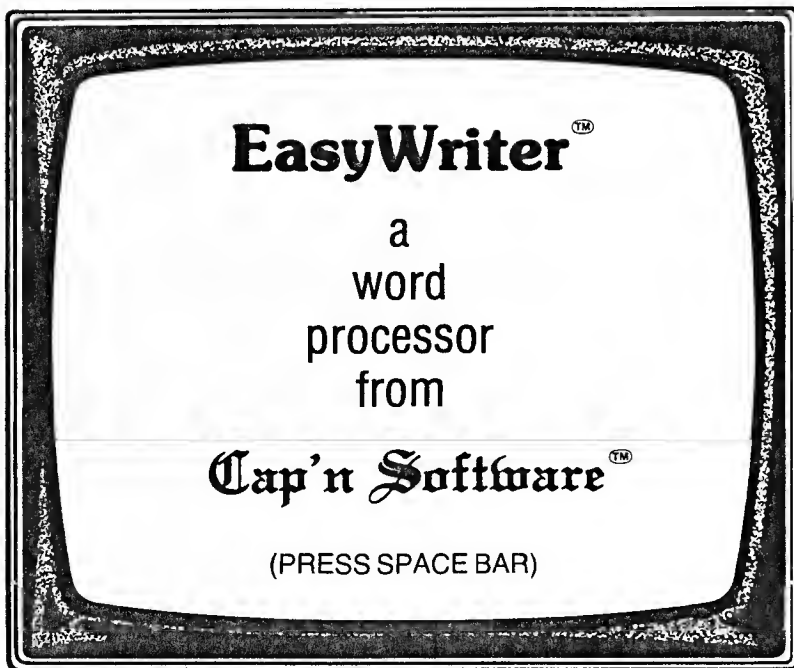 EasyWriter™
a
word
processor
from
Cap'n Software™
(PRESS SPACE BAR)